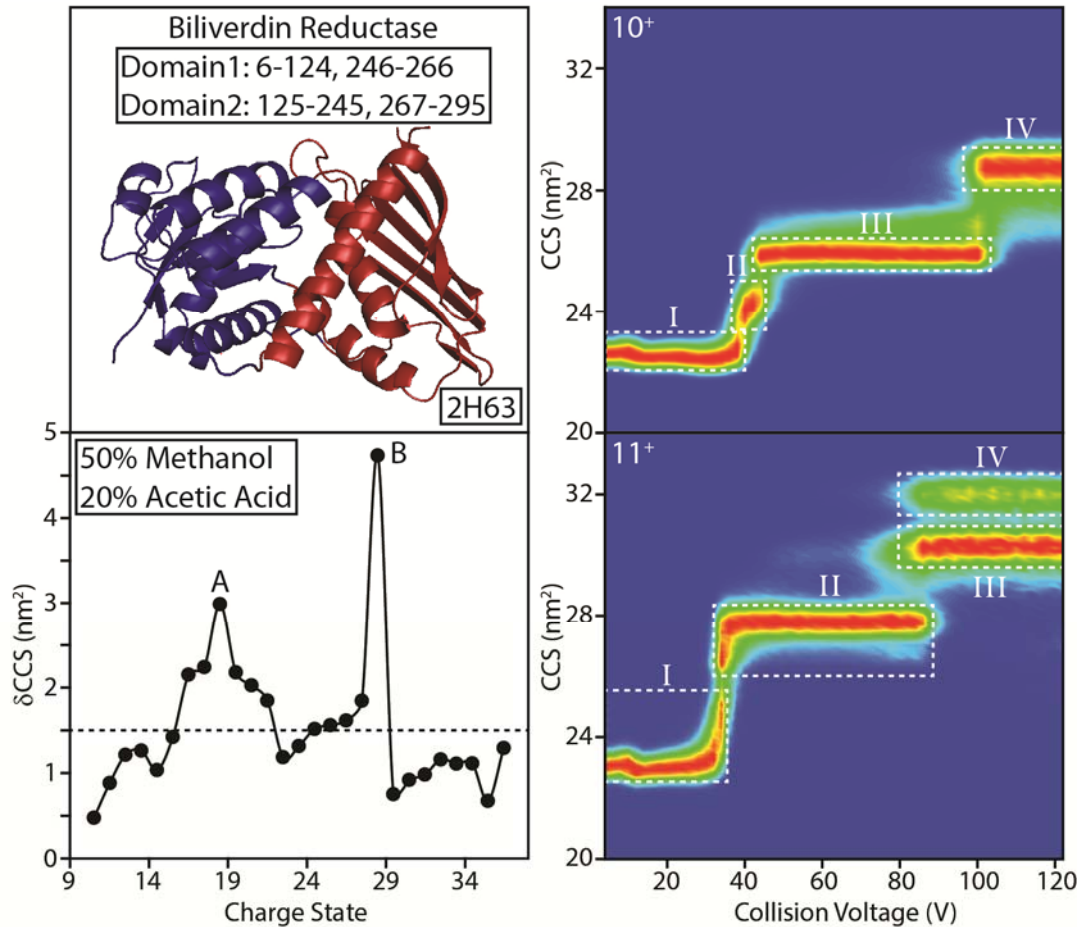 Biliverdin Reductase
Domain1: 6-124, 246-266
Domain2: 125-245, 267-295
2H63
50% Methanol
20% Acetic Acid
A
B
5
4
3
2
1
0
δCCS (nm²)
9
14
19
24
29
34
Charge State
10⁺
I
II
III
IV
32
28
24
20
CCS (nm²)
11⁺
I
II
III
IV
32
28
24
20
CCS (nm²)
20
40
60
80
100
120
Collision Voltage (V)